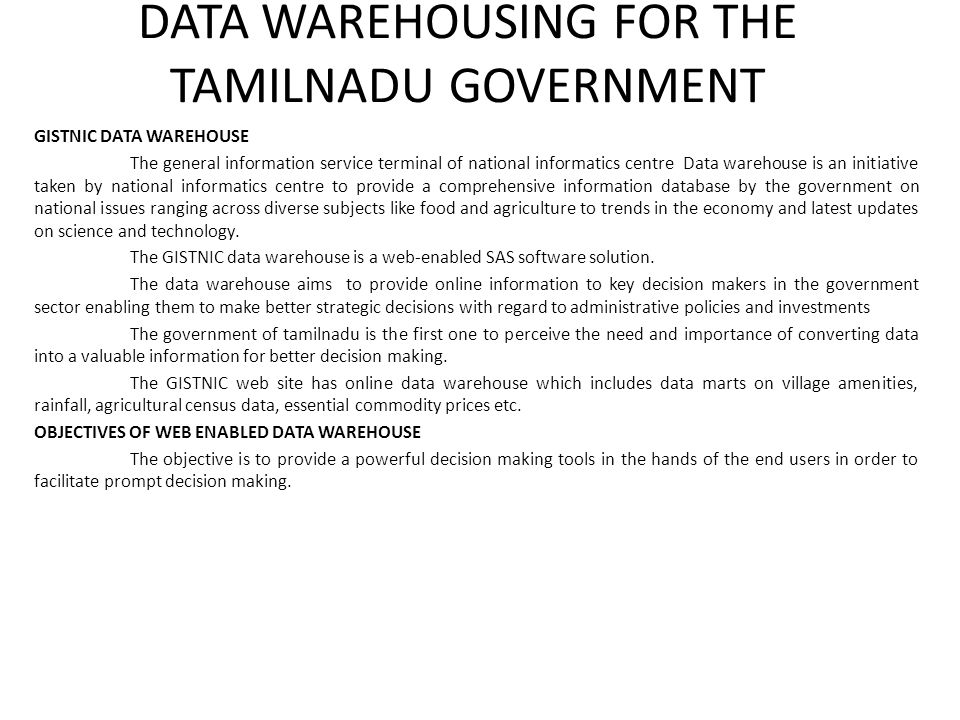 DATA WAREHOUSING FOR THE
TAMILNADU GOVERNMENT
GISTNIC DATA WAREHOUSE
The general information service terminal of national informatics centre Data warehouse is an initiative
taken by national informatics centre to provide a comprehensive information database by the government on
national issues ranging across diverse subjects like food and agriculture to trends in the economy and latest updates
on science and technology.
The GISTNIC data warehouse is a web-enabled SAS software solution.
The data warehouse aims to provide online information to key decision makers in the government
sector enabling them to make better strategic decisions with regard to administrative policies and investments
The government of tamilnadu is the first one to perceive the need and importance of converting data
into a valuable information for better decision making.
The GISTNIC web site has online data warehouse which includes data marts on village amenities,
rainfall, agricultural census data, essential commodity prices etc.
OBJECTIVES OF WEB ENABLED DATA WAREHOUSE
The objective is to provide a powerful decision making tools in the hands of the end users in order to
facilitate prompt decision making.